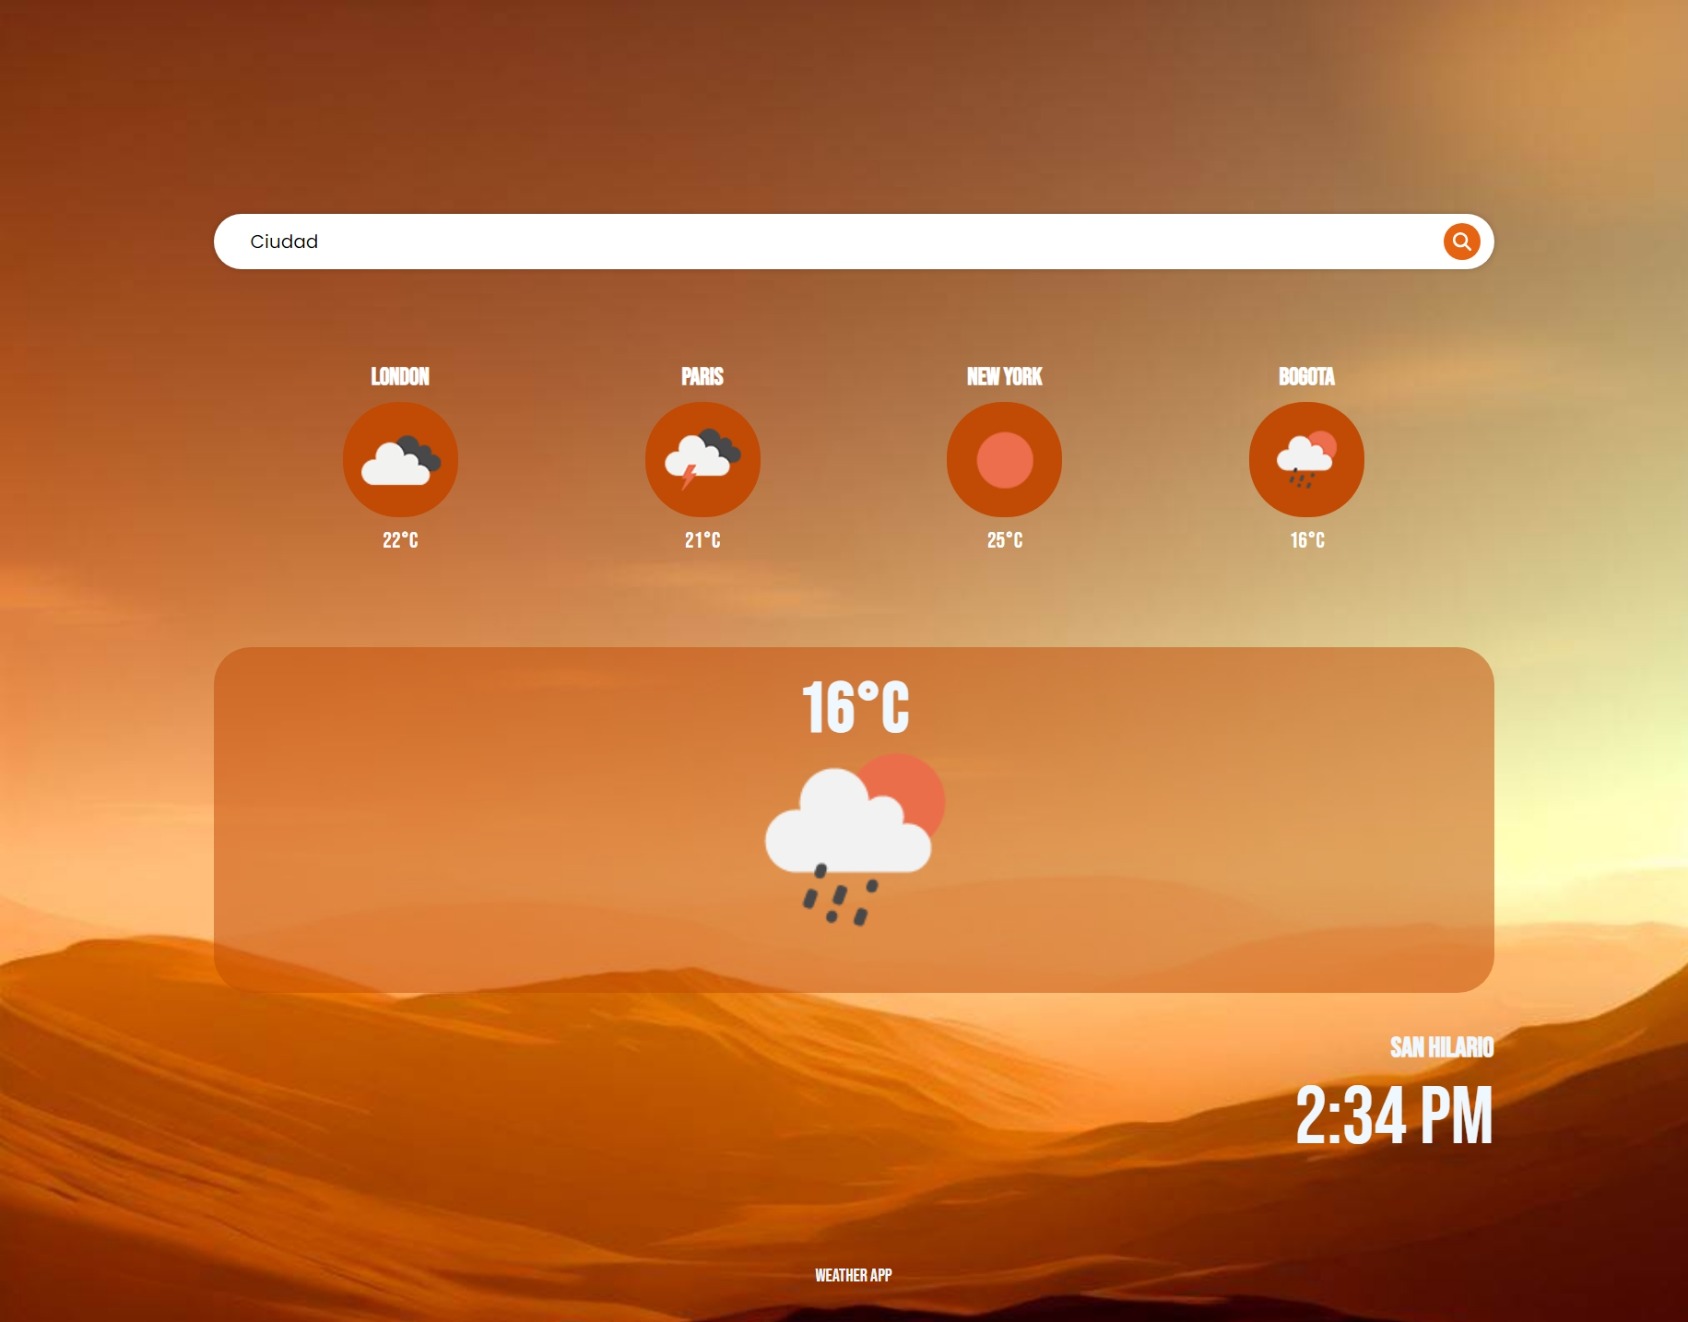 Ciudad
LONDON
PARIS
NEW YORK
BOGOTA
22°C
21°C
25°C
16°C
16°C
SAN HILARIO
2:34 PM
WEATHER APP